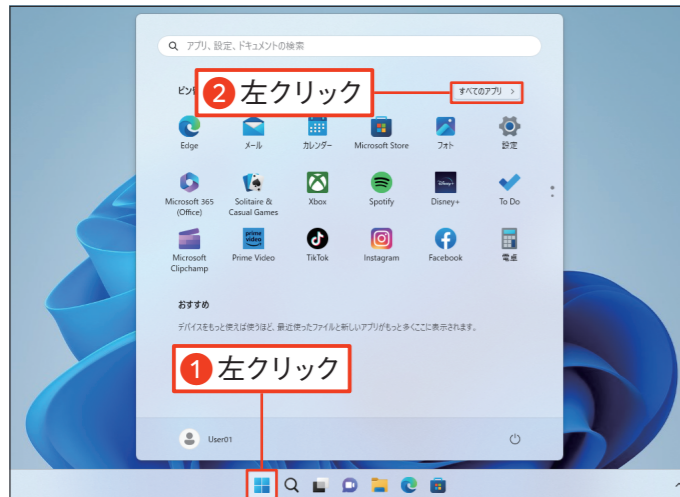 アプリ、設定、ドキュメントの検索
ピン
2 左クリック
すべてのアプリ >
Edge
メール
カレンダー
Microsoft Store
フォト
設定
Microsoft 365
(Office)
Solitaire &
Casual Games
Xbox
Spotify
Disney+
To Do
prime
video
Microsoft
Clipchamp
Prime Video
TikTok
Instagram
Facebook
電卓
おすすめ
デバイスをもっと使えば使うほど、最近使ったファイルと新しいアプリがもっと多くここに表示されます。
1 左クリック
User01